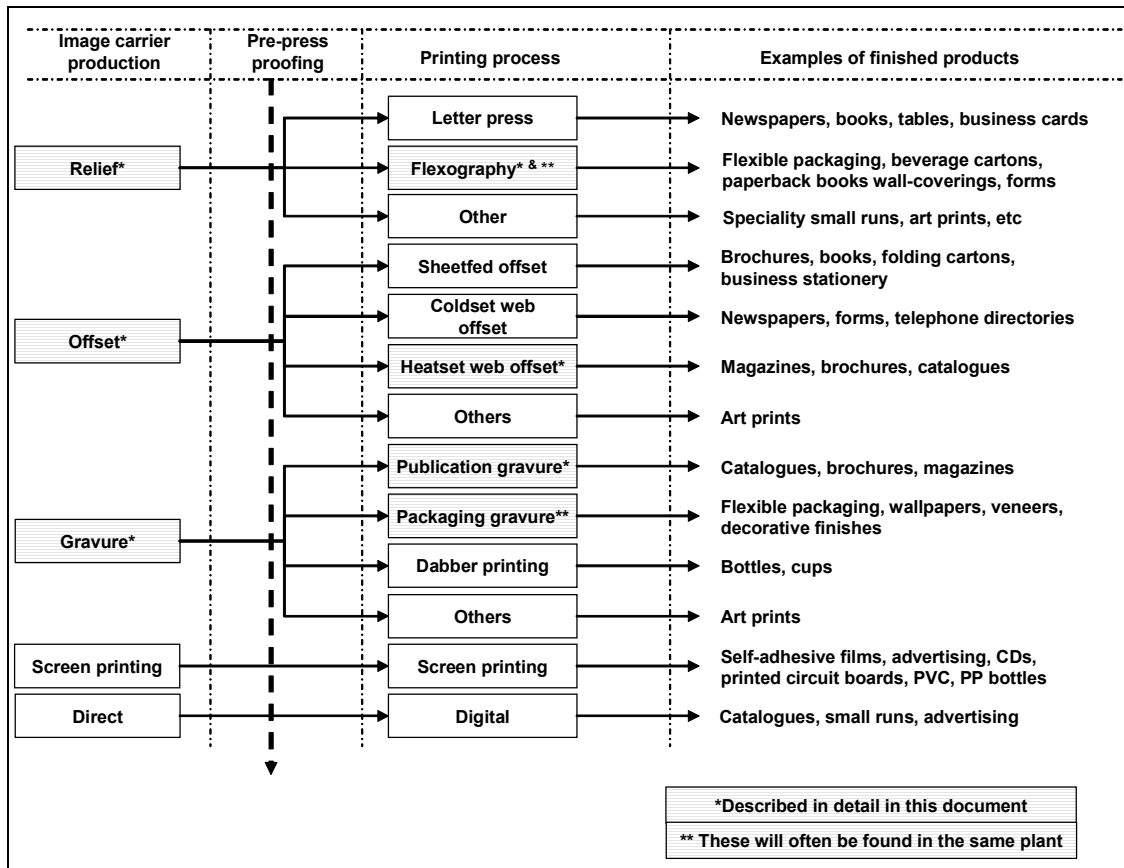 Image carrier
production
Pre-press
proofing
Printing process
Examples of finished products
Relief*
Letter press
Newspapers, books, tables, business cards
Flexography* & **
Flexible packaging, beverage cartons,
paperback books wall-coverings, forms
Other
Speciality small runs, art prints, etc
Offset*
Sheetfed offset
Brochures, books, folding cartons,
business stationery
Coldset web
offset
Newspapers, forms, telephone directories
Heatset web offset*
Magazines, brochures, catalogues
Others
Art prints
Gravure*
Publication gravure*
Catalogues, brochures, magazines
Packaging gravure**
Flexible packaging, wallpapers, veneers,
decorative finishes
Dabber printing
Bottles, cups
Others
Art prints
Screen printing
Screen printing
Self-adhesive films, advertising, CDs,
printed circuit boards, PVC, PP bottles
Direct
Digital
Catalogues, small runs, advertising
*Described in detail in this document
** These will often be found in the same plant